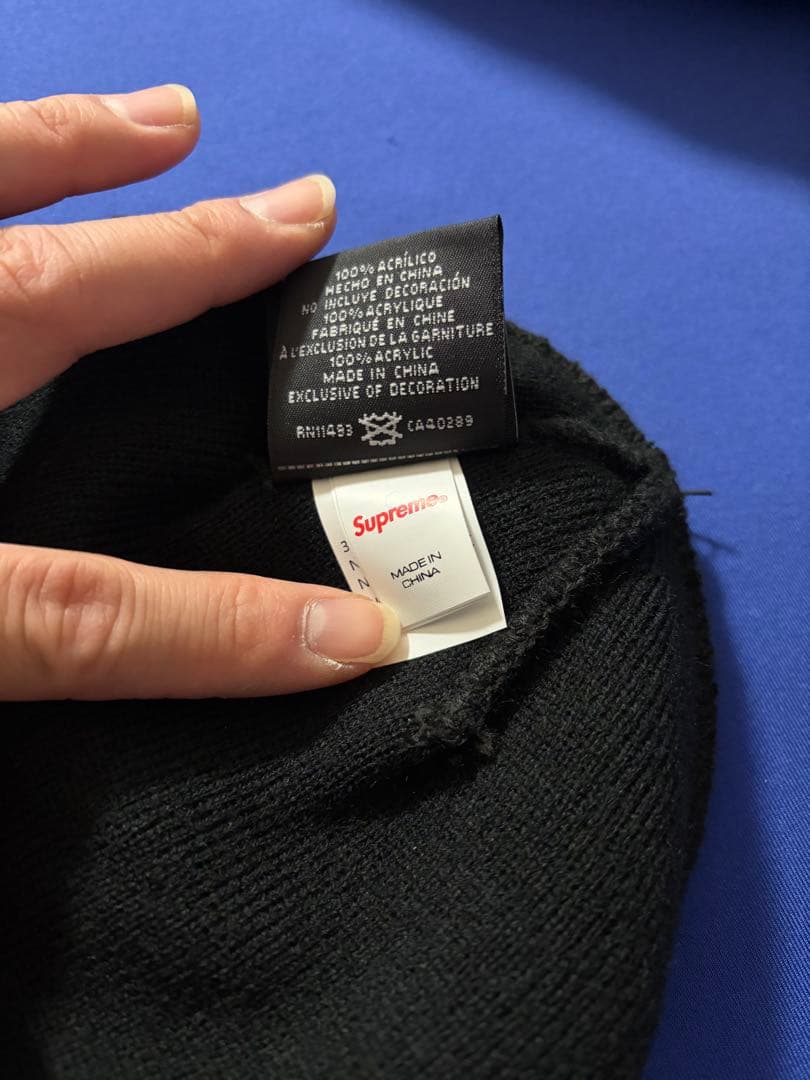 100% ACRÍLICO
HECHO EN CHINA
NO INCLUYE DECORACIÓN
100% ACRYLIQUE
FABRIQUÉ EN CHINE
À L'EXCLUSION DE LA GARNITURE
100% ACRYLIC
MADE IN CHINA
EXCLUSIVE OF DECORATION
RN11493 CA40289
Supreme®
3
N
MADE IN
N
CHINA